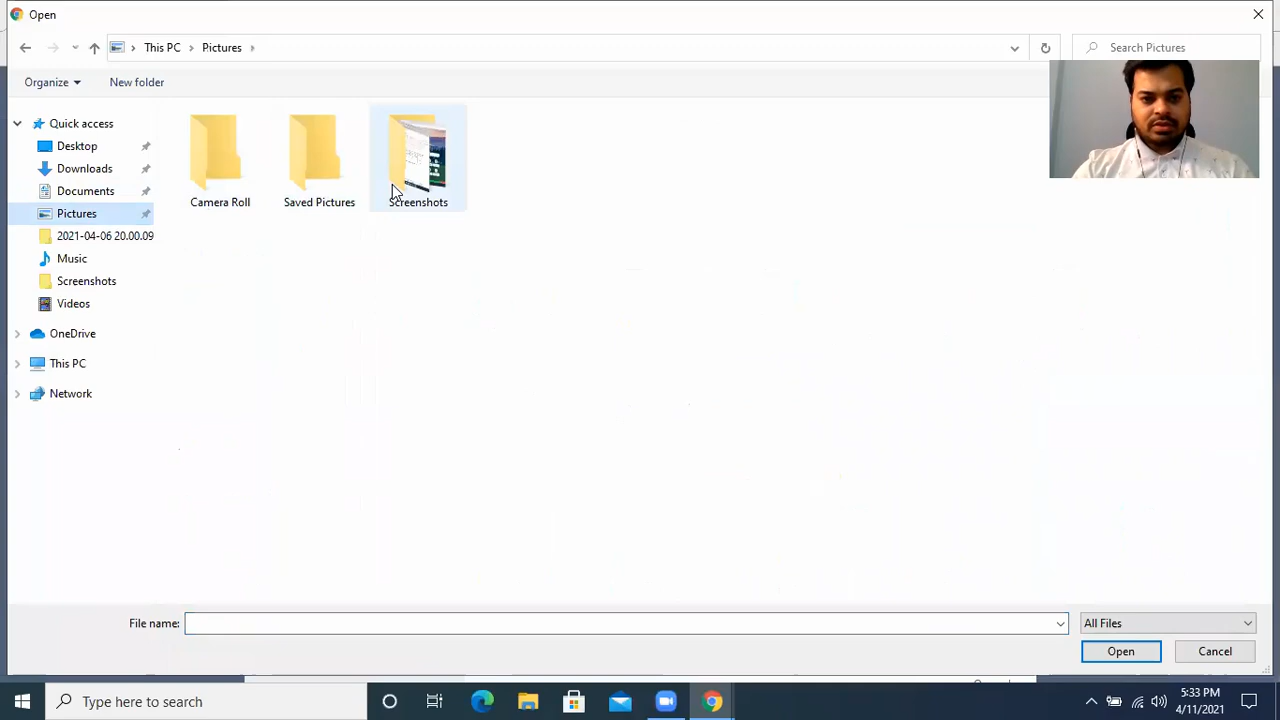 Open
This PC
Pictures
Search Pictures
Organize
New folder
Quick access
Desktop
Downloads
Documents
Pictures
2021-04-06 20.00.09
Music
Screenshots
Videos
OneDrive
This PC
Network
Camera Roll
Saved Pictures
Screenshots
File name:
All Files
Open
Cancel
Type here to search
5:33 PM
4/11/2021